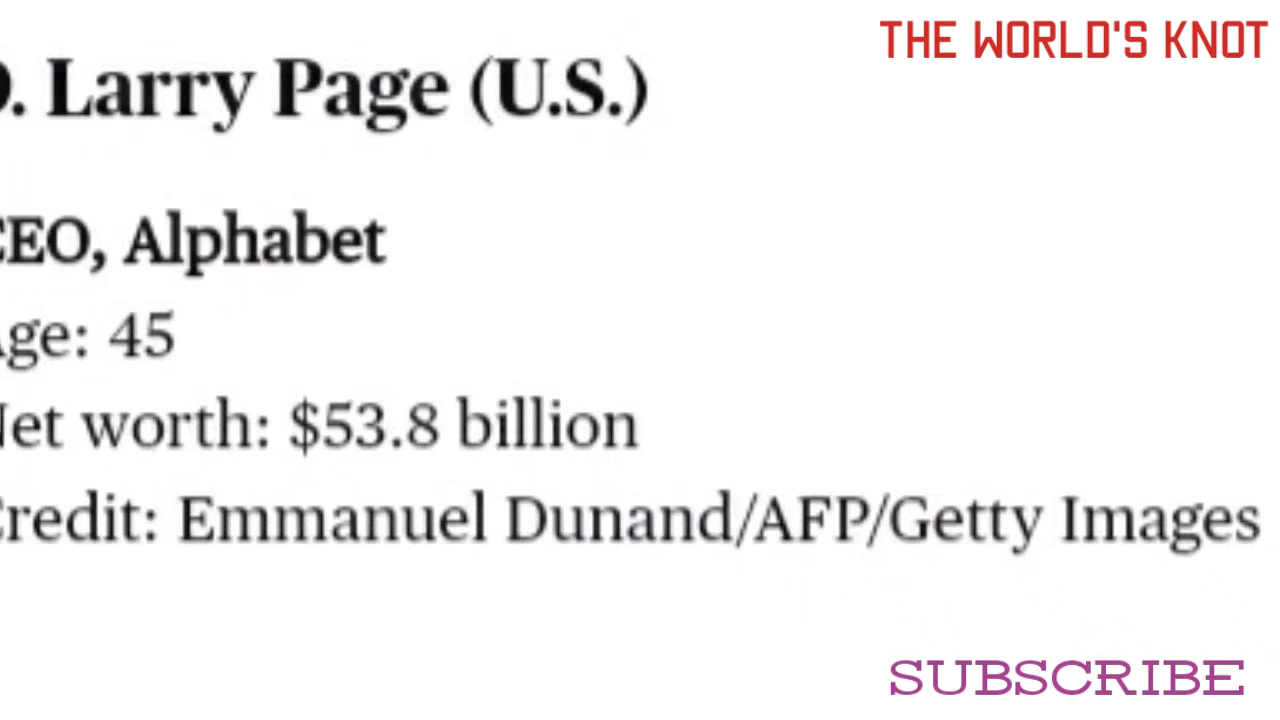 THE WORLD'S KNOT
. Larry Page (U.S.)
EO, Alphabet
ge: 45
et worth: $53.8 billion
redit: Emmanuel Dunand/AFP/Getty Images
SUBSCRIBE